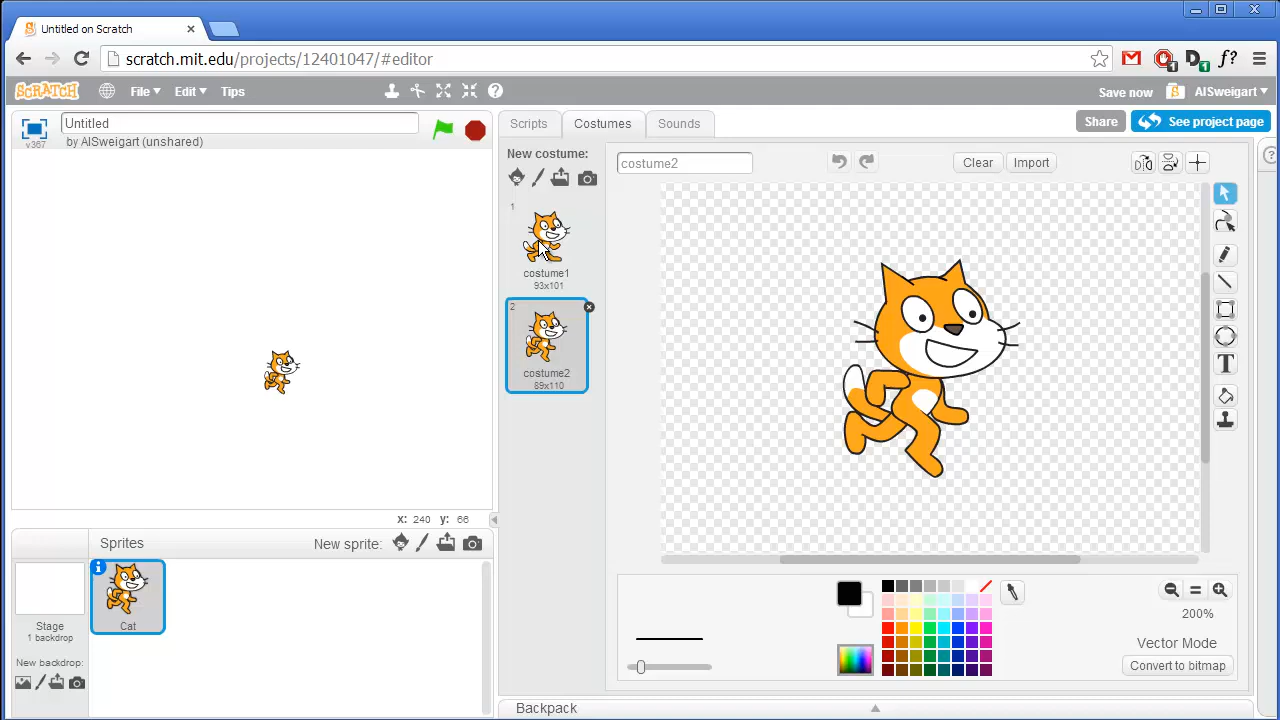 Untitled on Scratch
scratch.mit.edu/projects/12401047/#editor
1
D 1
f?
SCRATCH
File
Edit
Tips
?
Save now
AlSweigart
Untitled
v367
by AlSweigart (unshared)
Scripts
Costumes
Sounds
Share
See project page
New costume:
costume2
Clear
Import
?
1
costume1
93x101
2
costume2
89x110
T
x: 240 y: 66
Sprites
New sprite:
i
Cat
Stage
1 backdrop
New backdrop:
200%
Vector Mode
Convert to bitmap
Backpack